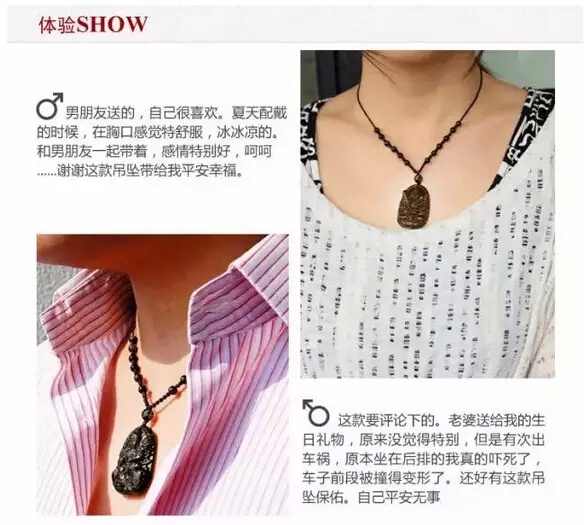 体验SHOW
男朋友送的，自己很喜欢。夏天配戴
的时候，在胸口感觉特舒服，冰冰凉的。
和男朋友一起带着，感情特别好，呵呵
......谢谢这款吊坠带给我平安幸福。
这款要评论下的。老婆送给我的生
日礼物，原来没觉得特别，但是有次出
车祸，原本坐在后排的我真的吓死了，
车子前段被撞得变形了。还好有这款吊
坠保佑。自己平安无事